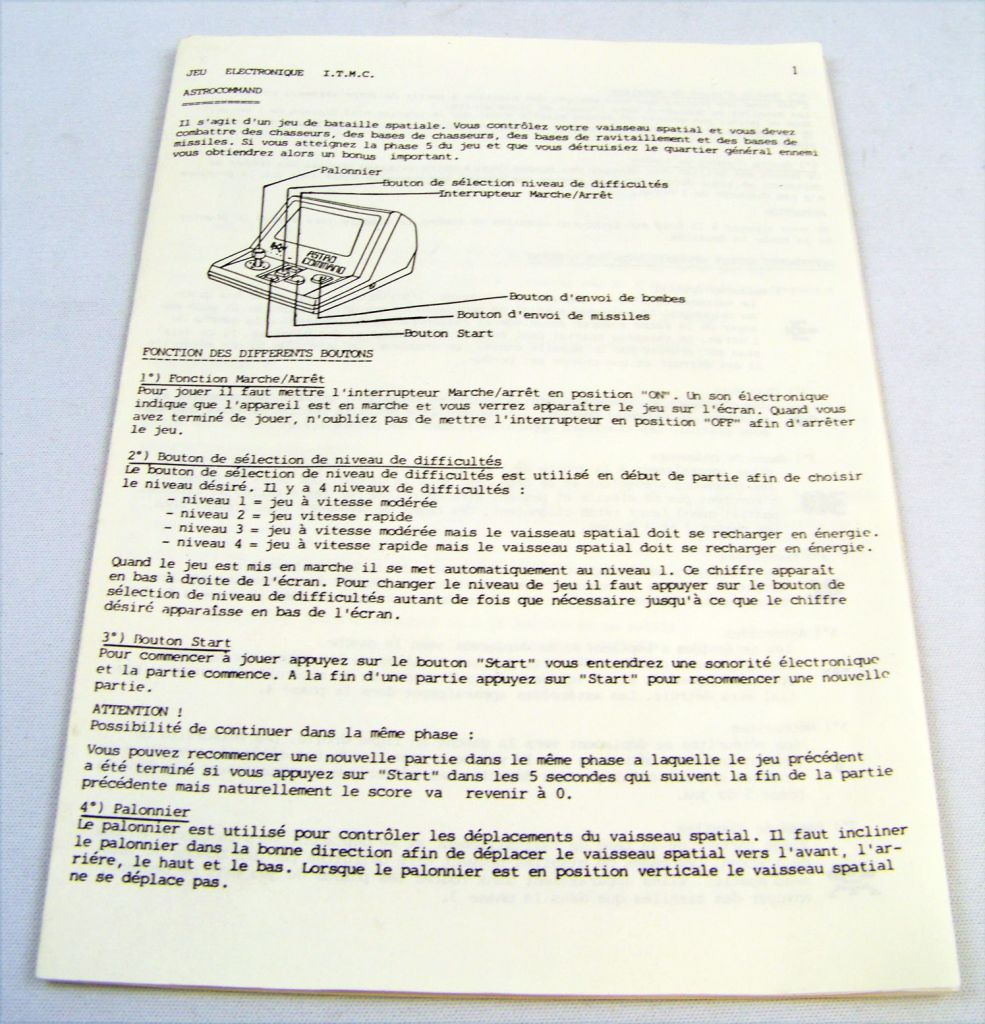 JEU ELECTRONIQUE I.T.M.C.
1
ASTROCOMMAND
Il s'agit d'un jeu de bataille spatiale. Vous contrôlez votre vaisseau spatial et vous devez
combattre des chasseurs, des bases de chasseurs, des bases de ravitaillement et des bases de
missiles. Si vous atteignez la phase 5 du jeu et que vous détruisiez le quartier général ennemi
vous obtiendrez alors un bonus important.
Palonnier
Bouton de sélection niveau de difficultés
Interrupteur Marche/Arrêt
ASTRO
COMMAND
Bouton d'envoi de bombes
Bouton d'envoi de missiles
Bouton Start
FONCTION DES DIFFERENTS BOUTONS
1°) Fonction Marche/Arrêt
Pour jouer il faut mettre l'interrupteur Marche/arrêt en position "ON". Un son électronique
indique que l'appareil est en marche et vous verrez apparaître le jeu sur l'écran. Quand vous
avez terminé de jouer, n'oubliez pas de mettre l'interrupteur en position "OFF" afin d'arrêter
le jeu.
2°) Bouton de sélection de niveau de difficultés
Le bouton de sélection de niveau de difficultés est utilisé en début de partie afin de choisir
le niveau désiré. Il y a 4 niveaux de difficultés :
- niveau 1 = jeu à vitesse modérée
- niveau 2 = jeu vitesse rapide
- niveau 3 = jeu à vitesse modérée mais le vaisseau spatial doit se recharger en énergie.
- niveau 4 = jeu à vitesse rapide mais le vaisseau spatial doit se recharger en énergie.
Quand le jeu est mis en marche il se met automatiquement au niveau 1. Ce chiffre apparaît
en bas à droite de l'écran. Pour changer le niveau de jeu il faut appuyer sur le bouton de
sélection de niveau de difficultés autant de fois que nécessaire jusqu'à ce que le chiffre
désiré apparaîsse en bas de l'écran.
3°) Bouton Start
Pour commencer à jouer appuyez sur le bouton "Start" vous entendrez une sonorité électronique
et la partie commence. A la fin d'une partie appuyez sur "Start" pour recommencer une nouvelle
partie.
ATTENTION !
Possibilité de continuer dans la même phase :
Vous pouvez recommencer une nouvelle partie dans le même phase a laquelle le jeu précédent
a été terminé si vous appuyez sur "Start" dans les 5 secondes qui suivent la fin de la partie
précédente mais naturellement le score va revenir à 0.
4°) Palonnier
Le palonnier est utilisé pour contrôler les déplacements du vaisseau spatial. Il faut incliner
le palonnier dans la bonne direction afin de déplacer le vaisseau spatial vers l'avant, l'ar-
riére, le haut et le bas. Lorsque le palonnier est en position verticale le vaisseau spatial
ne se déplace pas.